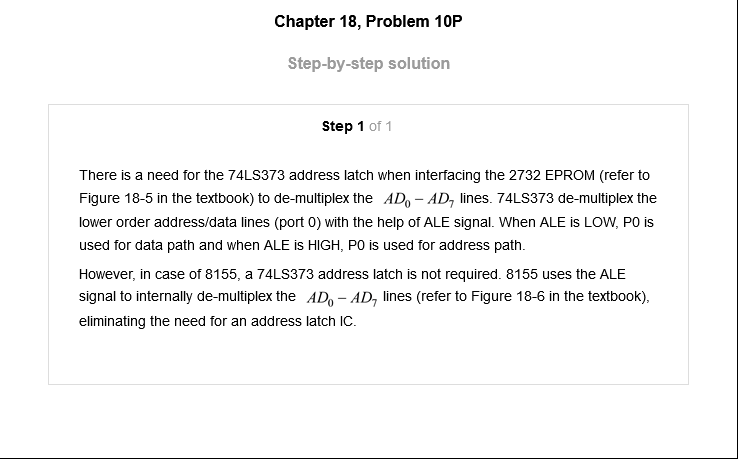 Chapter 18, Problem 10P
Step-by-step solution
Step 1 of 1
There is a need for the 74LS373 address latch when interfacing the 2732 EPROM (refer to
Figure 18-5 in the textbook) to de-multiplex the AD₀ – AD₇ lines. 74LS373 de-multiplex the
lower order address/data lines (port 0) with the help of ALE signal. When ALE is LOW, P0 is
used for data path and when ALE is HIGH, P0 is used for address path.
However, in case of 8155, a 74LS373 address latch is not required. 8155 uses the ALE
signal to internally de-multiplex the AD₀ – AD₇ lines (refer to Figure 18-6 in the textbook),
eliminating the need for an address latch IC.